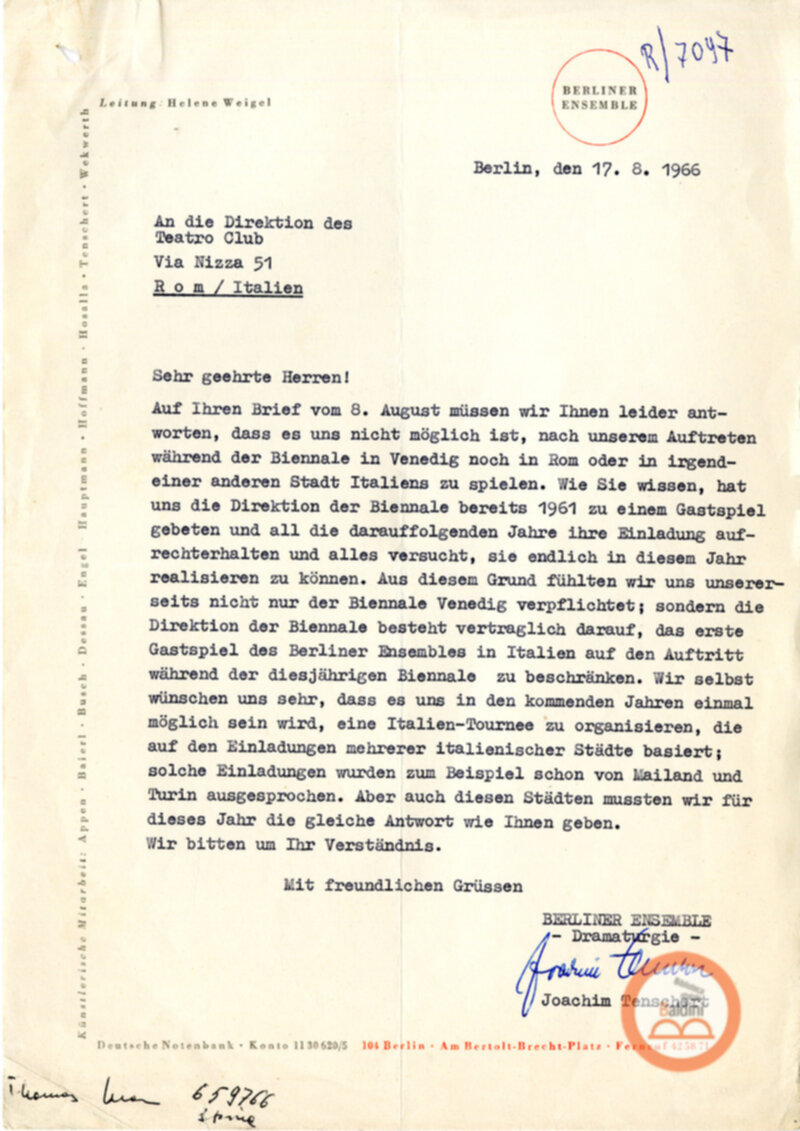 R/7097
Leitung: Helene Weigel
BERLINER
ENSEMBLE
Berlin, den 17. 8. 1966
An die Direktion des
Teatro Club
Via Nizza 51
R o m / Italien
Sehr geehrte Herren!
Auf Ihren Brief vom 8. August müssen wir Ihnen leider ant-
worten, dass es uns nicht möglich ist, nach unserem Auftreten
während der Biennale in Venedig noch in Rom oder in irgend-
einer anderen Stadt Italiens zu spielen. Wie Sie wissen, hat
uns die Direktion der Biennale bereits 1961 zu einem Gastspiel
gebeten und all die darauffolgenden Jahre ihre Einladung auf-
rechterhalten und alles versucht, sie endlich in diesem Jahr
realisieren zu können. Aus diesem Grund fühlten wir uns unserer-
seits nicht nur der Biennale Venedig verpflichtet; sondern die
Direktion der Biennale besteht vertraglich darauf, das erste
Gastspiel des Berliner Ensembles in Italien auf den Auftritt
während der diesjährigen Biennale zu beschränken. Wir selbst
wünschen uns sehr, dass es uns in den kommenden Jahren einmal
möglich sein wird, eine Italien-Tournee zu organisieren, die
auf den Einladungen mehrerer italienischer Städte basiert;
solche Einladungen wurden zum Beispiel schon von Mailand und
Turin ausgesprochen. Aber auch diesen Städten mussten wir für
dieses Jahr die gleiche Antwort wie Ihnen geben.
Wir bitten um Ihr Verständnis.
Mit freundlichen Grüssen
BERLINER ENSEMBLE
- Dramaturgie -
Joachim Tenschert
Joachim Tenschert
Baldini
Künstlerische Mitarbeit: Appen · Baierl · Busch · Dessau · Engel · Hauptmann · Hoffmann · Hosalla · Tenschert · Wekwerth
Deutsche Notenbank · Konto 1130620/5 104 Berlin · Am Bertolt-Brecht-Platz · Fernruf 425871
Thomas 659766